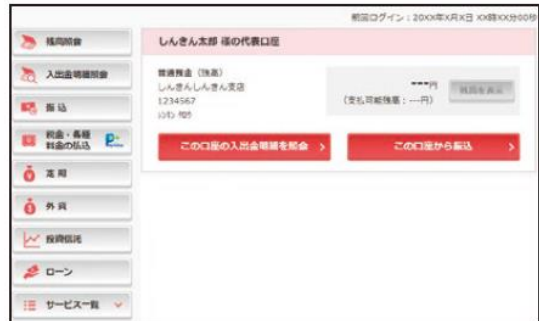 前回ログイン：20XX年X月X日 XX時XX分00秒
残高照会
入出金明細照会
振込
税金・各種
料金の払込
定期
外貨
投資信託
ローン
サービス一覧
しんきん太郎 様の代表口座
普通預金（残高）
しんきんしんきん支店
1234567
---円
（支払可能残高：---円）
残高を表示
この口座の入出金明細を照会
この口座から振込